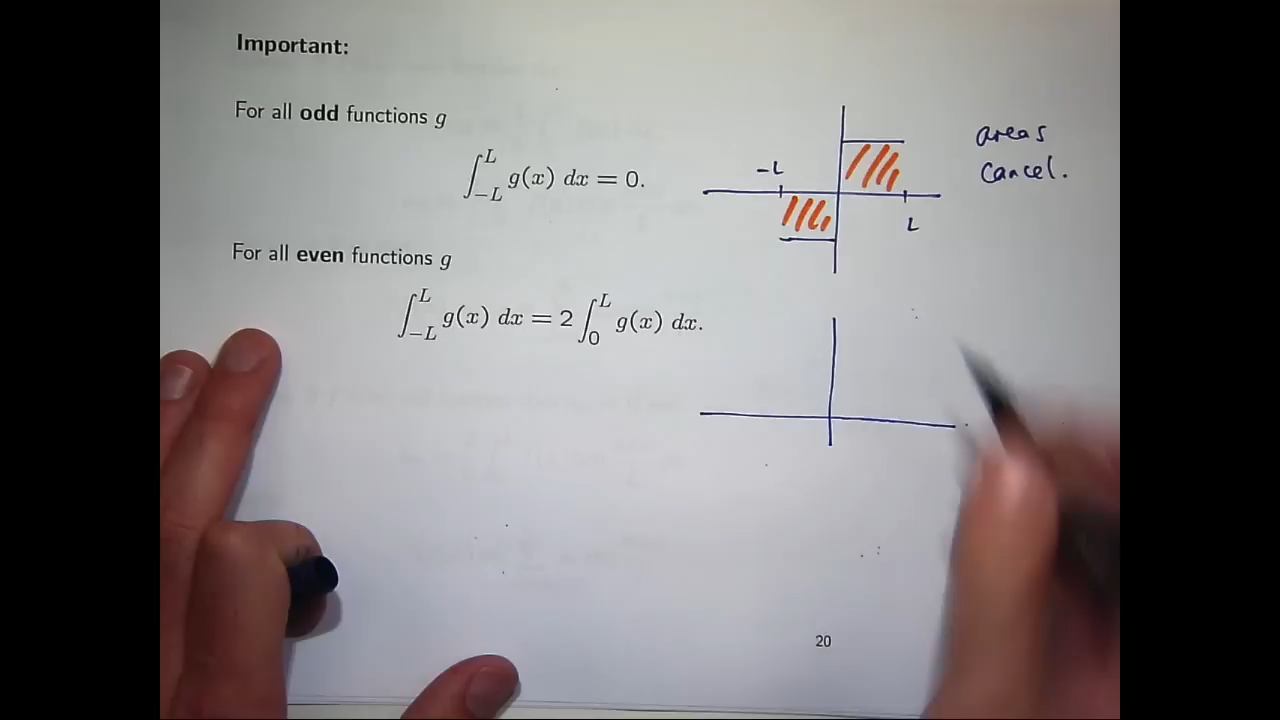 Important:
For all odd functions g
∫_{-L}^{L} g(x) dx = 0.
-L
L
areas
cancel.
For all even functions g
∫_{-L}^{L} g(x) dx = 2 ∫_{0}^{L} g(x) dx.
20